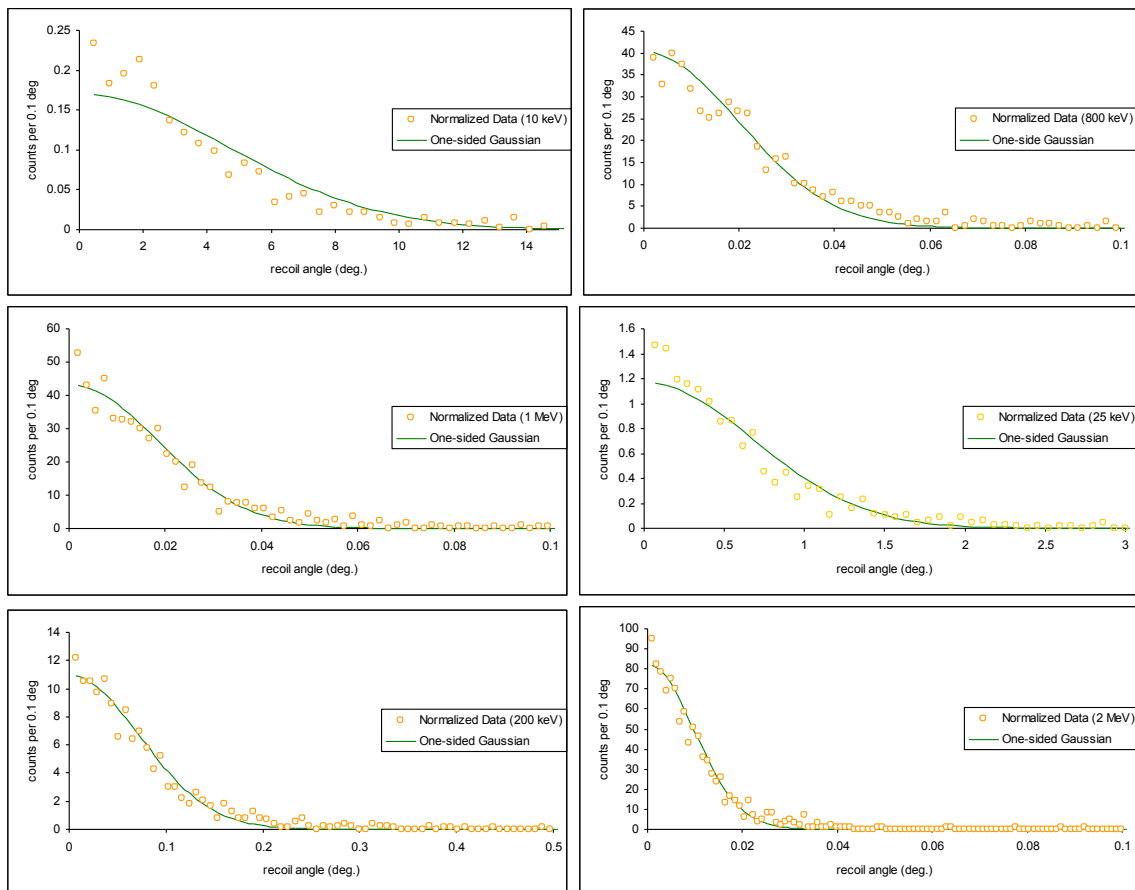 0.25
0.2
0.15
0.1
0.05
0
counts per 0.1 deg
0 2 4 6 8 10 12 14
recoil angle (deg.)
Normalized Data (10 keV)
One-sided Gaussian
45
40
35
30
25
20
15
10
5
0
counts per 0.1 deg
0 0.02 0.04 0.06 0.08 0.1
recoil angle (deg.)
Normalized Data (800 keV)
One-side Gaussian
60
50
40
30
20
10
0
counts per 0.1 deg
0 0.02 0.04 0.06 0.08 0.1
recoil angle (deg.)
Normalized Data (1 MeV)
One-sided Gaussian
1.6
1.4
1.2
1
0.8
0.6
0.4
0.2
0
counts per 0.1 deg
0 0.5 1 1.5 2 2.5 3
recoil angle (deg.)
Normalized Data (25 keV)
One-sided Gaussian
14
12
10
8
6
4
2
0
counts per 0.1 deg
0 0.1 0.2 0.3 0.4 0.5
recoil angle (deg.)
Normalized Data (200 keV)
One-sided Gaussian
100
90
80
70
60
50
40
30
20
10
0
counts per 0.1 deg
0 0.02 0.04 0.06 0.08 0.1
recoil angle (deg.)
Normalized Data (2 MeV)
One-sided Gaussian